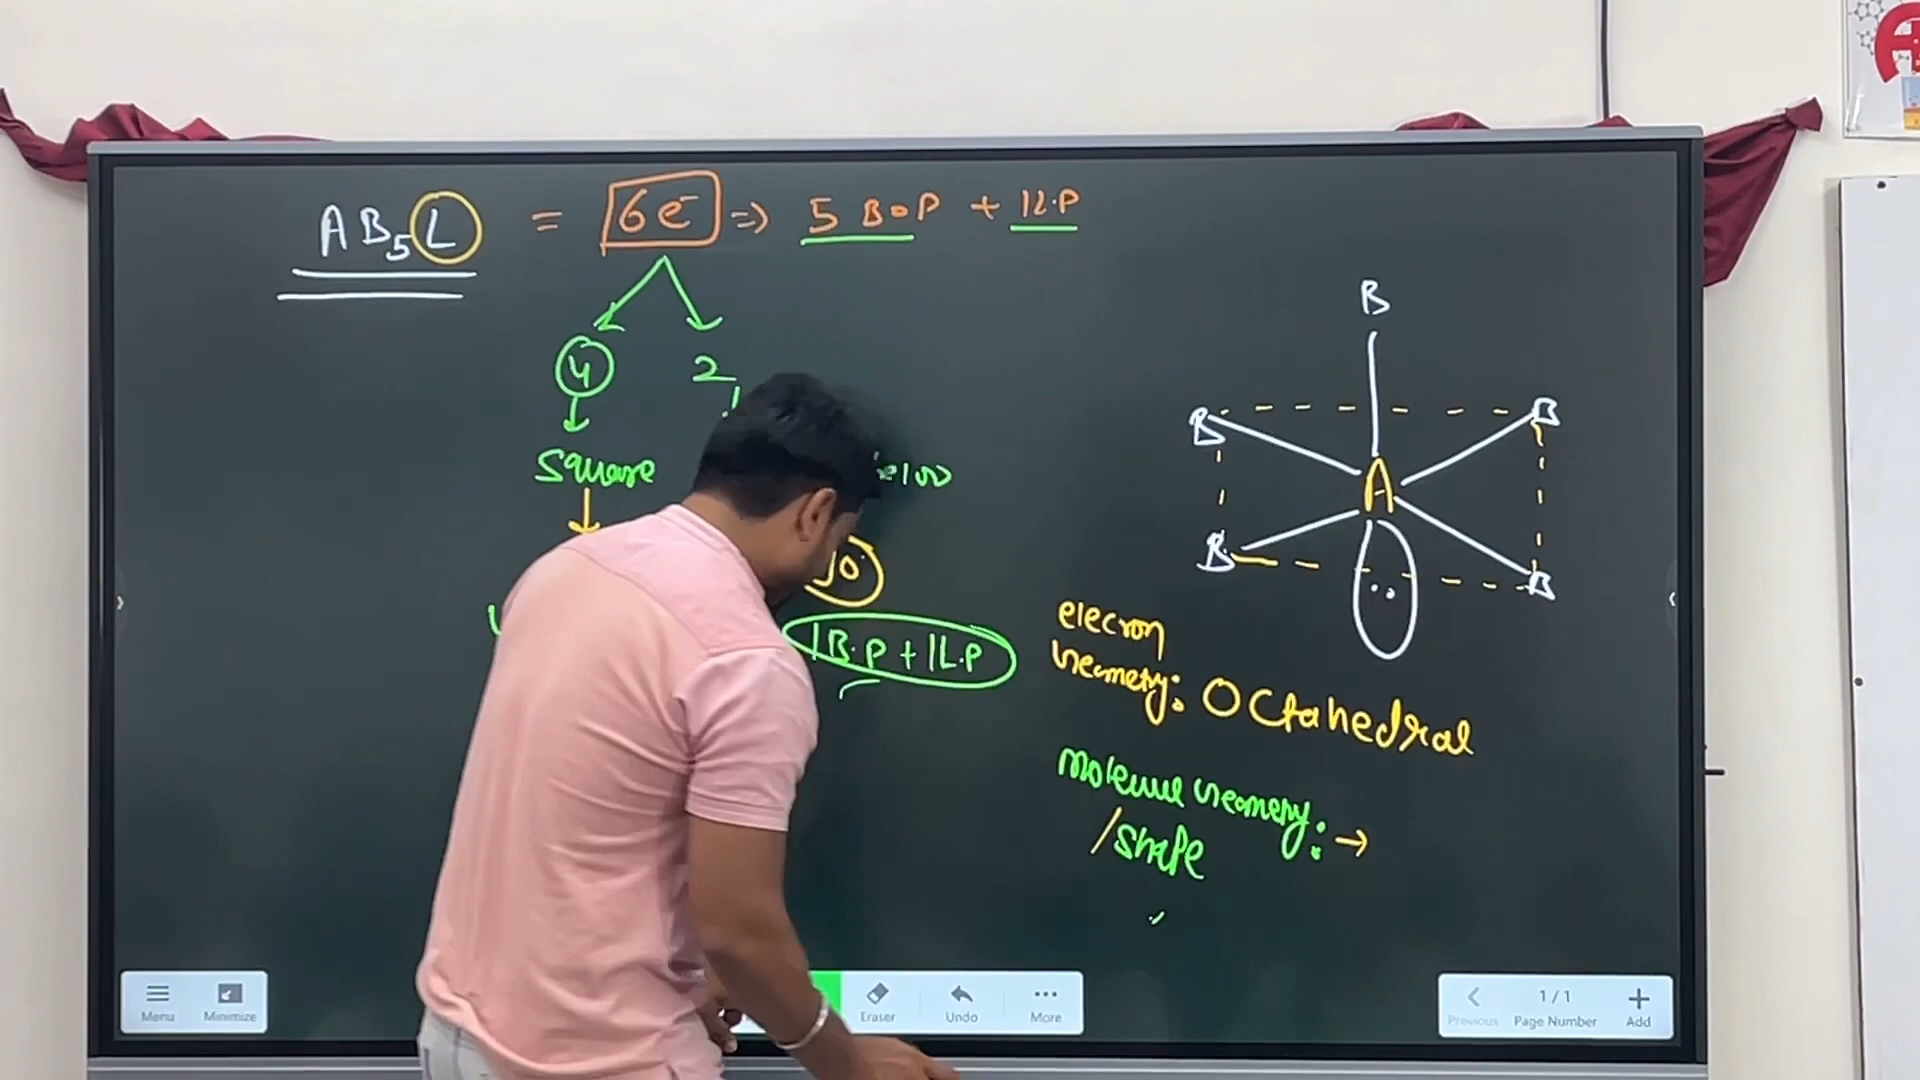 AB5L = 6e- => 5 B.P + 1L.P
4 2
Square
1B.P + 1L.P
B
B B
A
B B
elecron
Geometry: Octahedral
Molecule Geometry: →
/Shape
Menu Minimize Eraser Undo More
1/1
Previous Page Number Add